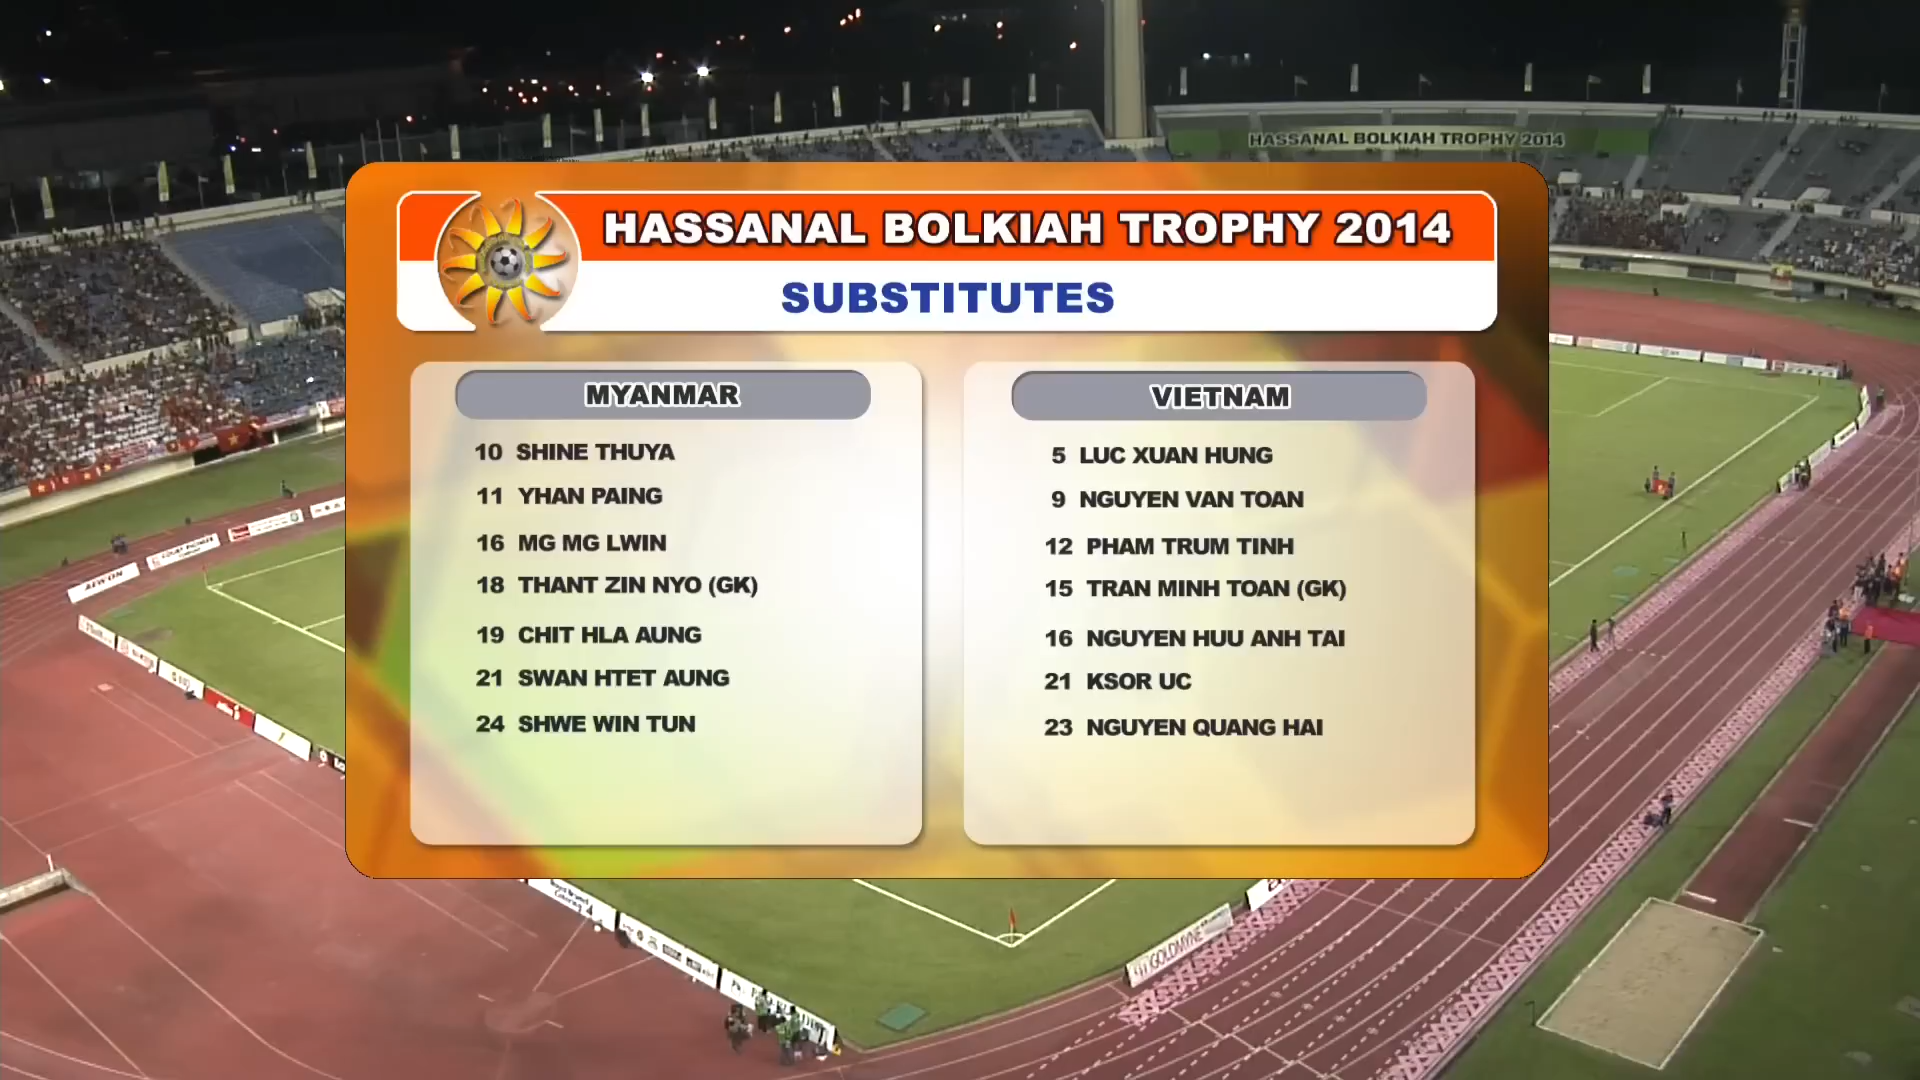 HASSANAL BOLKIAH TROPHY 2014
HASSANAL BOLKIAH TROPHY 2014
SUBSTITUTES
MYANMAR
10 SHINE THUYA
11 YHAN PAING
16 MG MG LWIN
18 THANT ZIN NYO (GK)
19 CHIT HLA AUNG
21 SWAN HTET AUNG
24 SHWE WIN TUN
VIETNAM
5 LUC XUAN HUNG
9 NGUYEN VAN TOAN
12 PHAM TRUM TINH
15 TRAN MINH TOAN (GK)
16 NGUYEN HUU ANH TAI
21 KSOR UC
23 NGUYEN QUANG HAI
GOLDMYNE